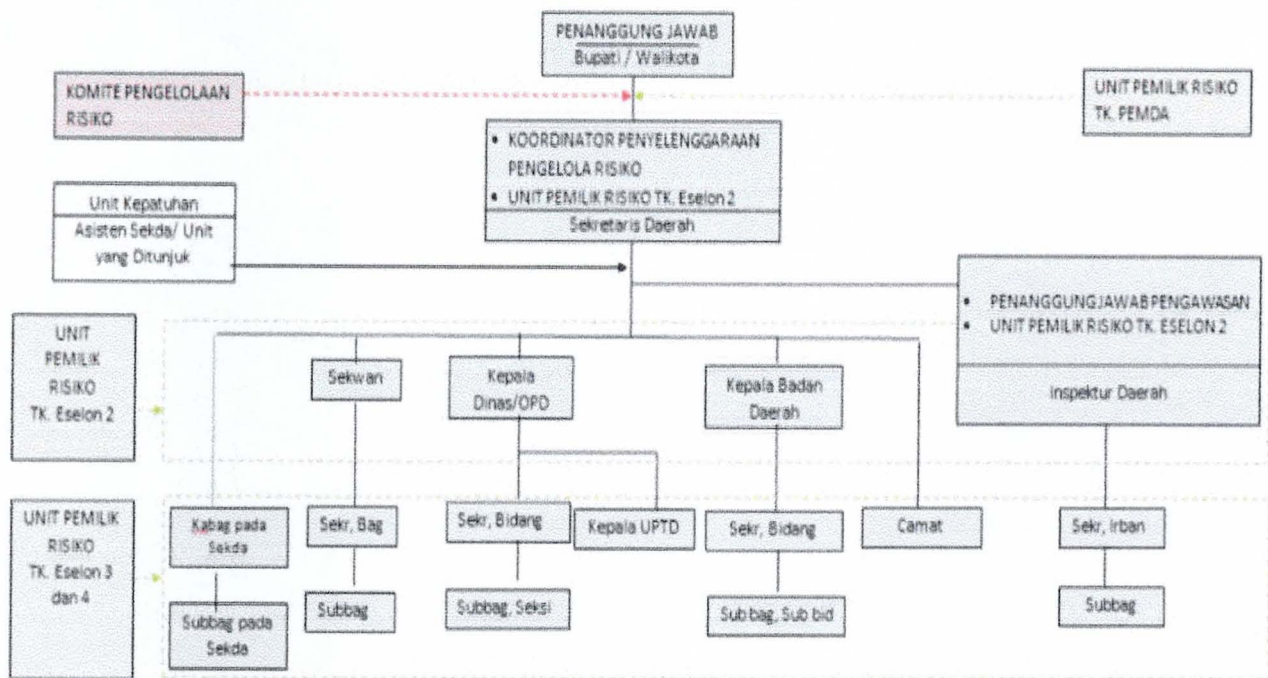 PENANGGUNG JAWAB
Bupati / Walikota
KOMITE PENGELOLAAN
RISIKO
UNIT PEMILIK RISIKO
TK. PEMDA
• KOORDINATOR PENYELENGGARAAN
PENGELOLA RISIKO
• UNIT PEMILIK RISIKO TK. Eselon 2
Sekretaris Daerah
Unit Kepatuhan
Asisten Sekda/ Unit
yang Ditunjuk
• PENANGGUNG JAWAB PENGAWASAN
• UNIT PEMILIK RISIKO TK. ESELON 2
Inspektur Daerah
UNIT
PEMILIK
RISIKO
TK. Eselon 2
Sekwan
Kepala
Dinas/OPD
Kepala Badan
Daerah
UNIT PEMILIK
RISIKO
TK. Eselon 3
dan 4
Kabag pada
Sekda
Sekr, Bag
Sekr, Bidang
Kepala UPTD
Sekr, Bidang
Camat
Sekr, Irban
Subbag pada
Sekda
Subbag
Subbag, Seksi
Sub bag, Sub bid
Subbag